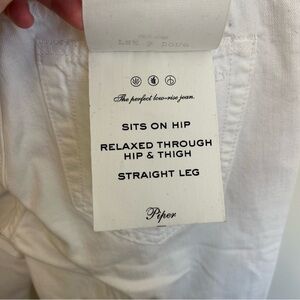 The perfect low-rise jean.
SITS ON HIP
RELAXED THROUGH
HIP & THIGH
STRAIGHT LEG
Piper